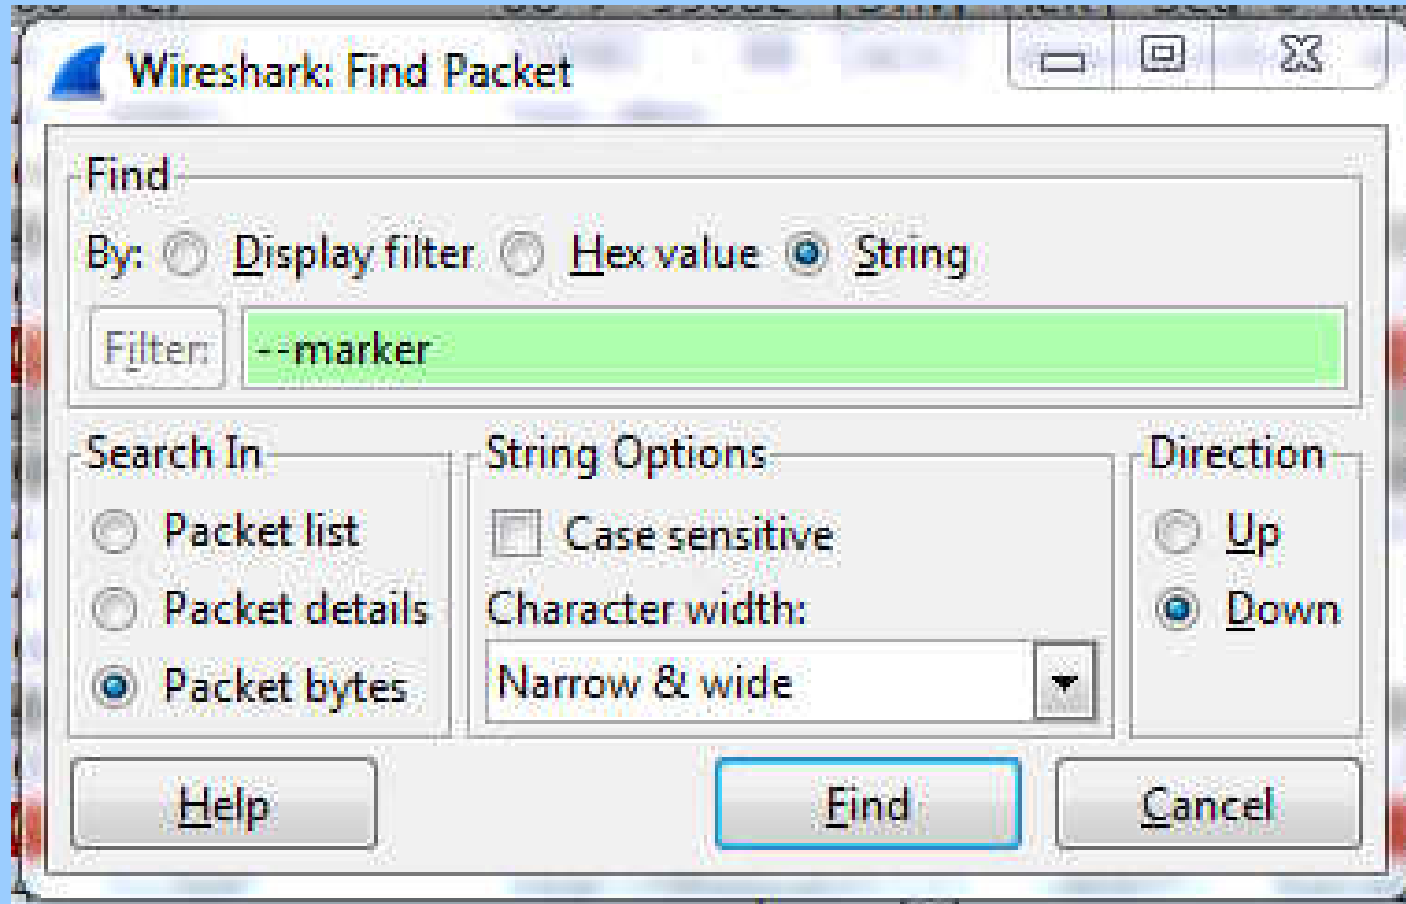 Wireshark: Find Packet
Find
By: Display filter Hex value String
Filter: --marker
Search In
Packet list
Packet details
Packet bytes
String Options
Case sensitive
Character width:
Narrow & wide
Direction
Up
Down
Help Find Cancel